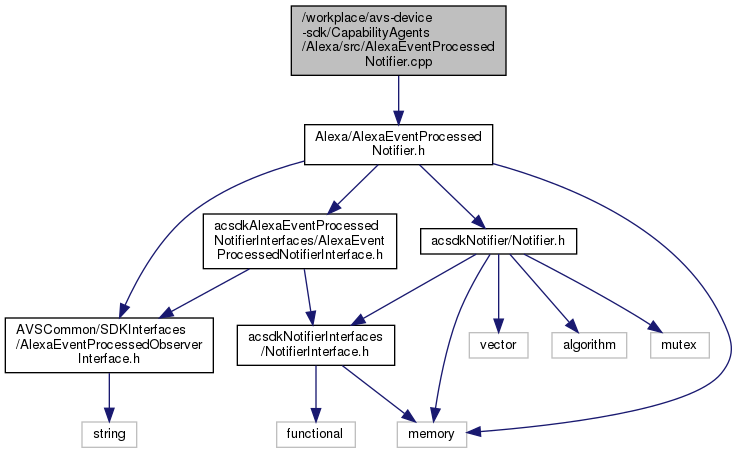 /workplace/avs-device
-sdk/CapabilityAgents
/Alexa/src/AlexaEventProcessed
Notifier.cpp
Alexa/AlexaEventProcessed
Notifier.h
acsdkAlexaEventProcessed
NotifierInterfaces/AlexaEvent
ProcessedNotifierInterface.h
acsdkNotifier/Notifier.h
AVSCommon/SDKInterfaces
/AlexaEventProcessedObserver
Interface.h
acsdkNotifierInterfaces
/NotifierInterface.h
vector
algorithm
mutex
string
functional
memory